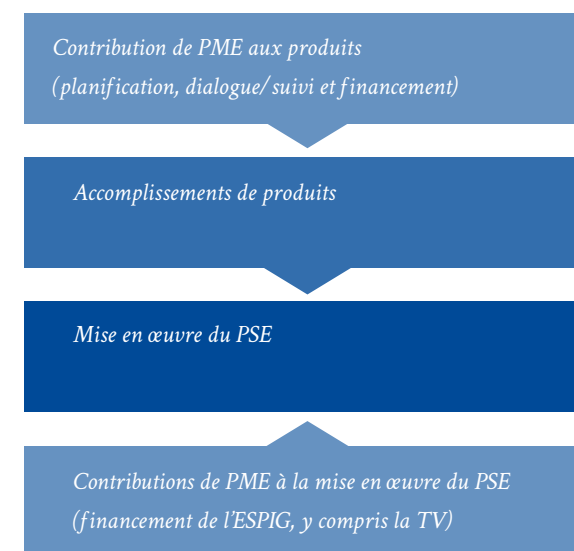 Contribution de PME aux produits
(planification, dialogue/suivi et financement)
Accomplissements de produits
Mise en œuvre du PSE
Contributions de PME à la mise en œuvre du PSE
(financement de l'ESPIG, y compris la TV)